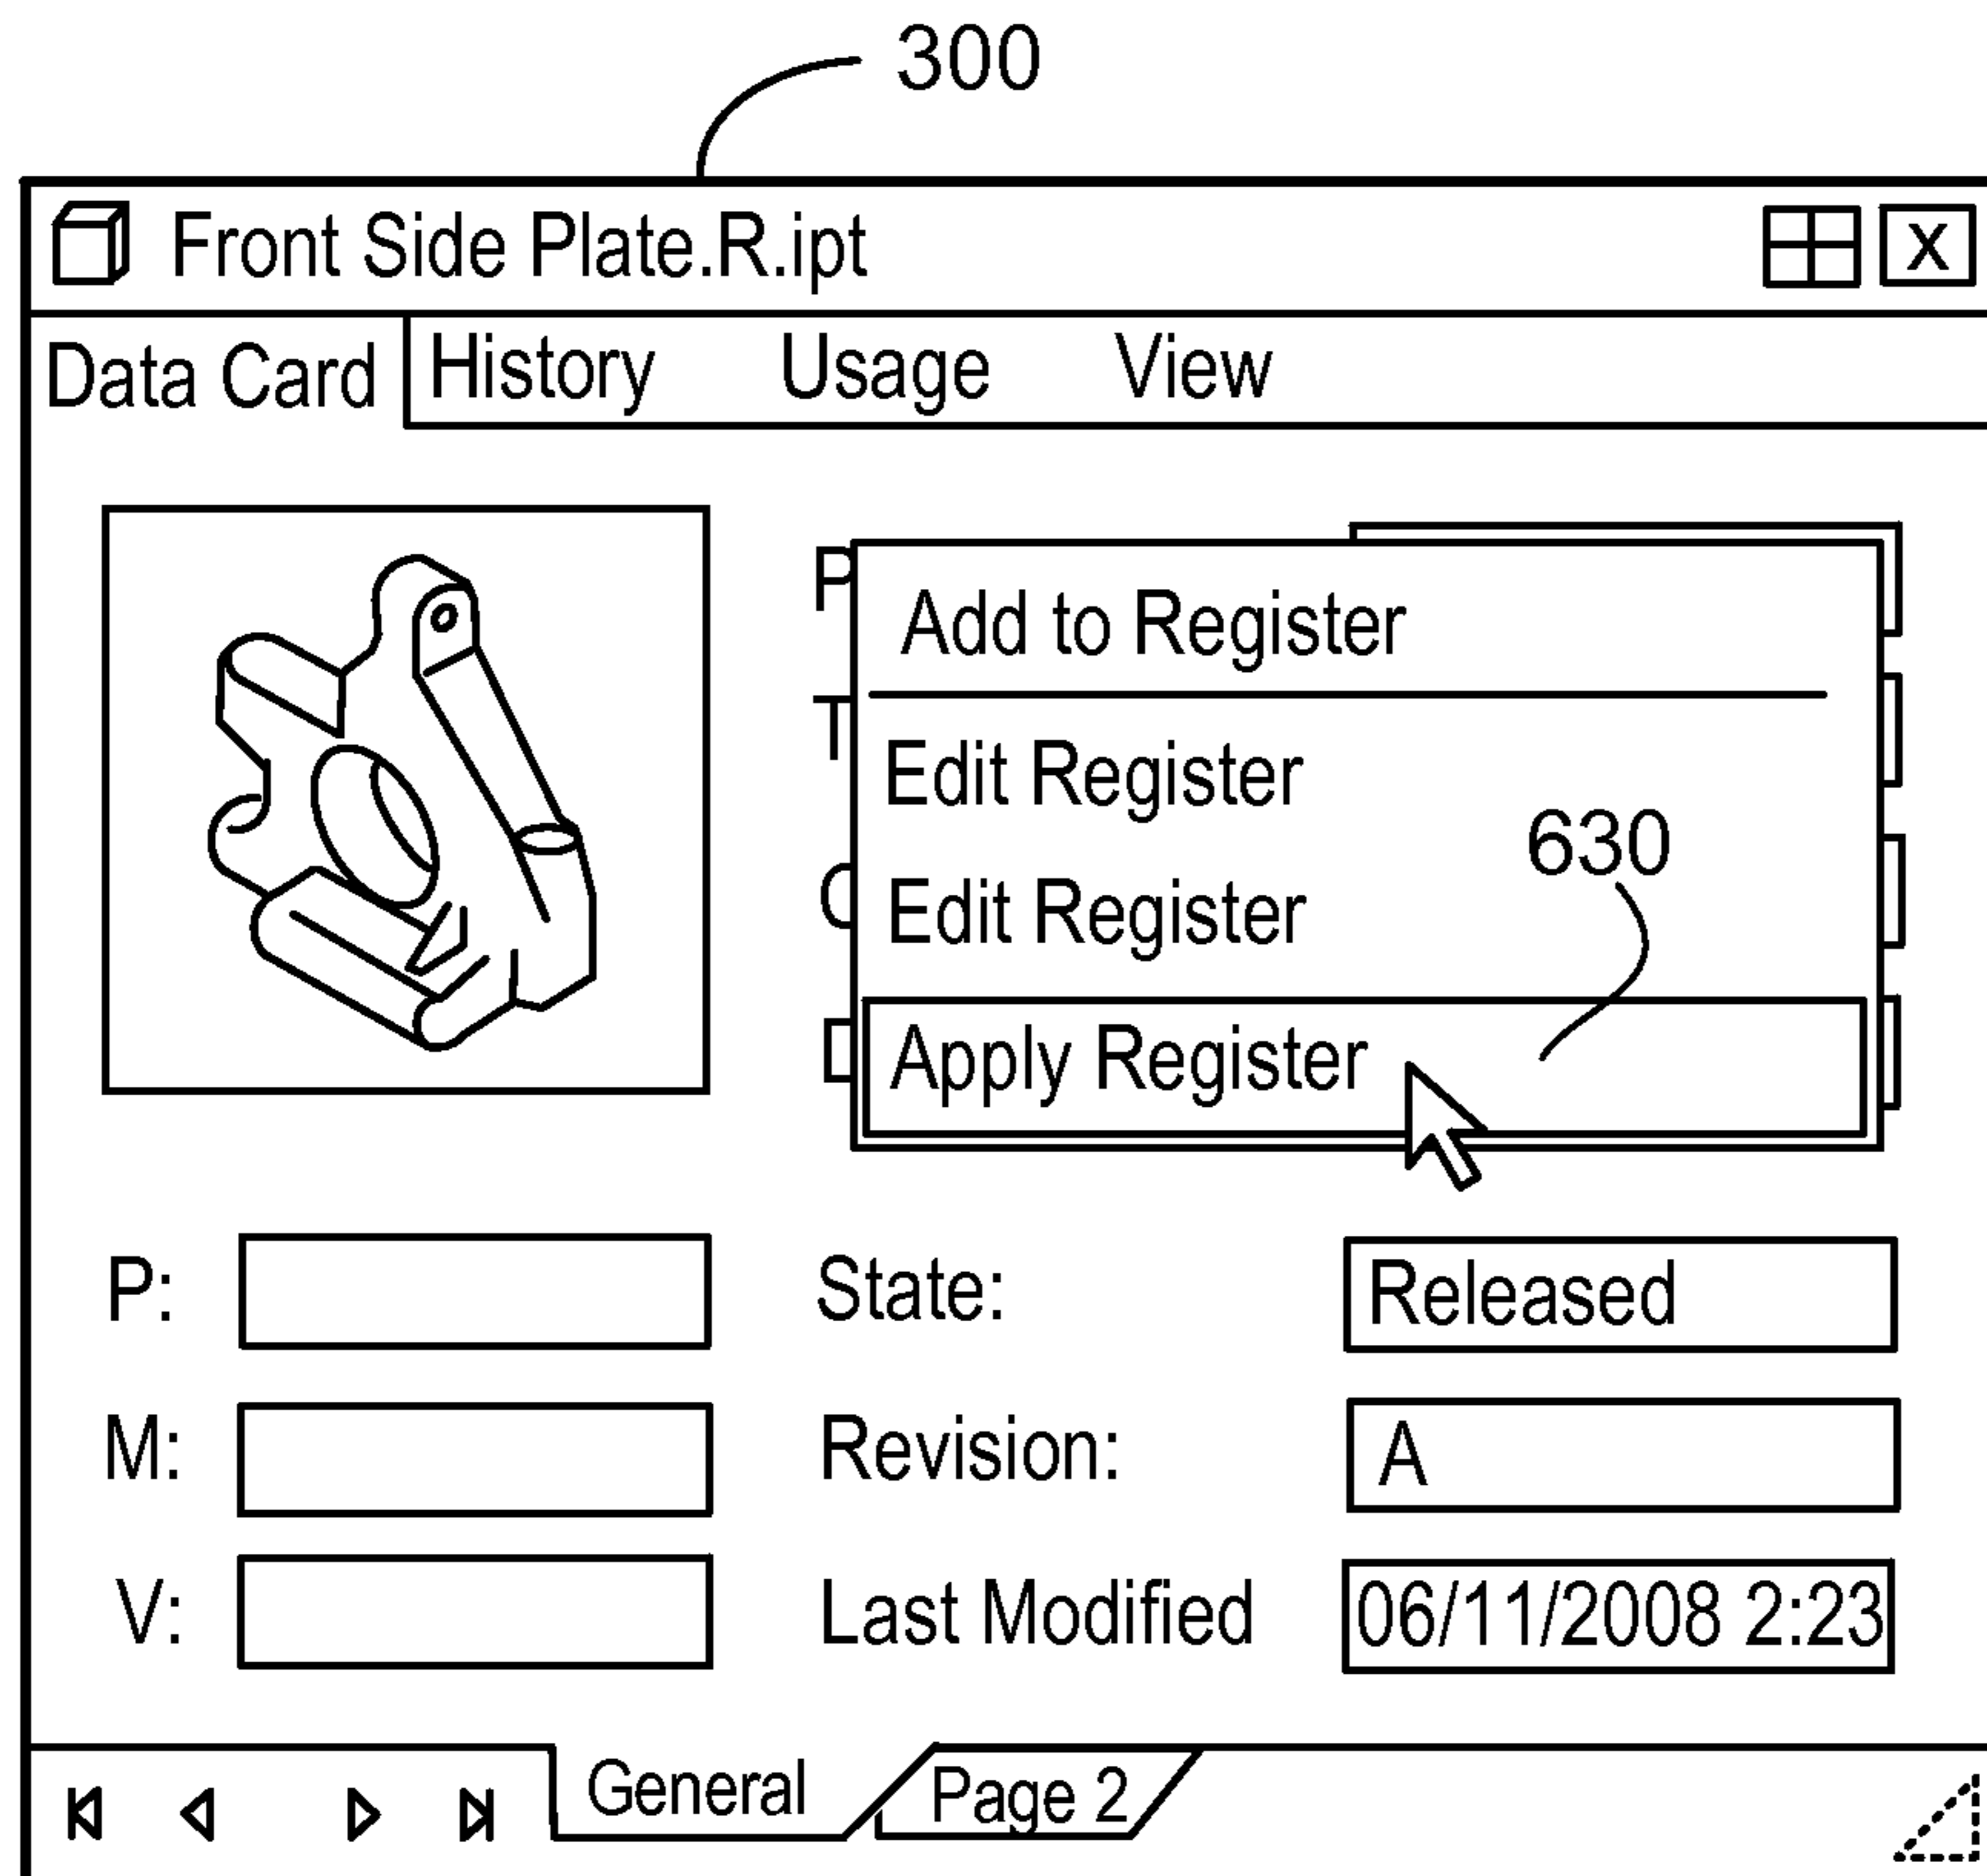 300
Front Side Plate.R.ipt
X
Data Card History Usage View
P
Add to Register
T
Edit Register
630
Edit Register
Apply Register
P:
State:
Released
M:
Revision:
A
V:
Last Modified
06/11/2008 2:23
General
Page 2